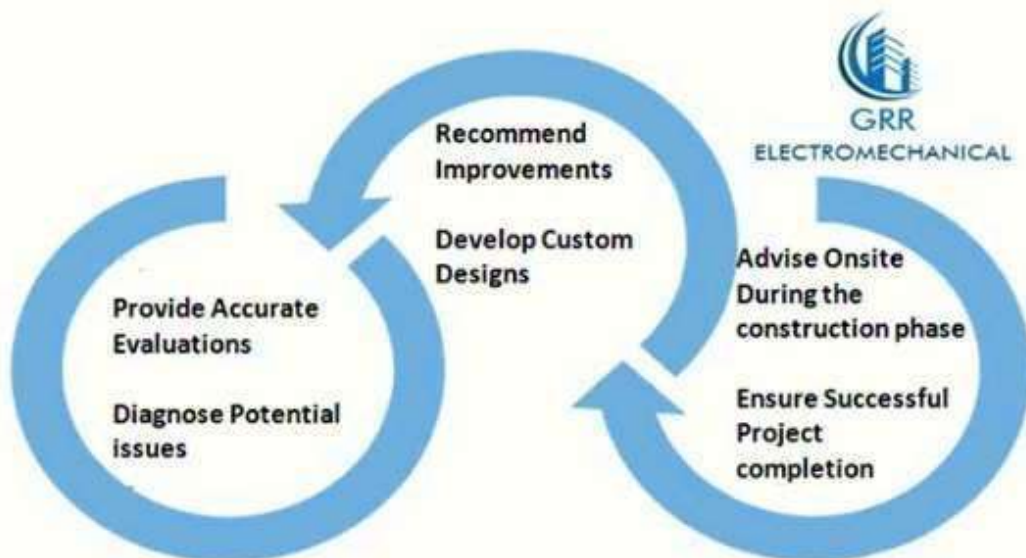 GRR
ELECTROMECHANICAL
Recommend
Improvements
Develop Custom
Designs
Provide Accurate
Evaluations
Diagnose Potential
issues
Advise Onsite
During the
construction phase
Ensure Successful
Project
completion